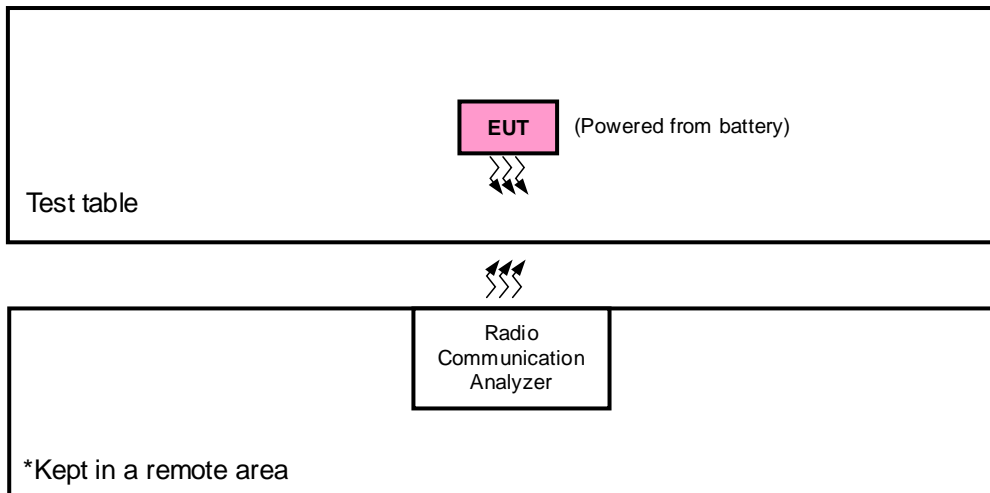 EUT
(Powered from battery)
Test table
Radio
Communication
Analyzer
*Kept in a remote area